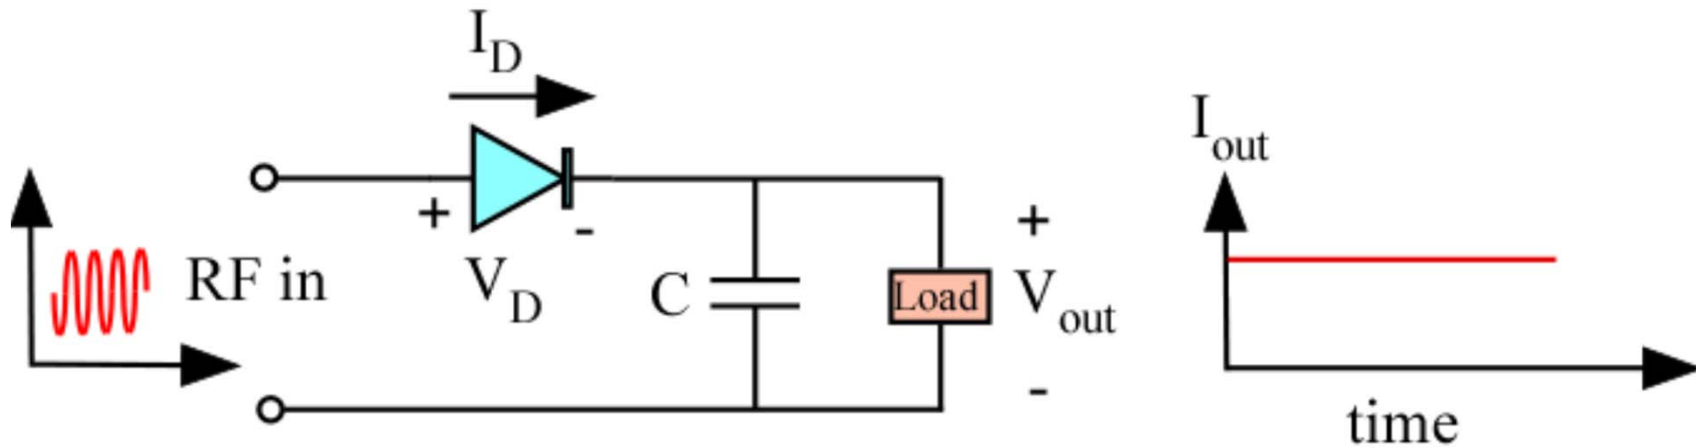 I_D
I_out
+
-
RF in
V_D
C
Load
+
V_out
-
time